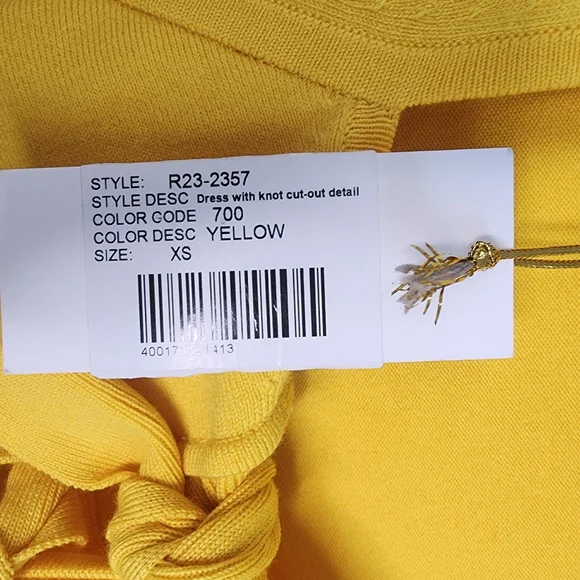 STYLE: R23-2357
STYLE DESC Dress with knot cut-out detail
COLOR CODE 700
COLOR DESC YELLOW
SIZE: XS